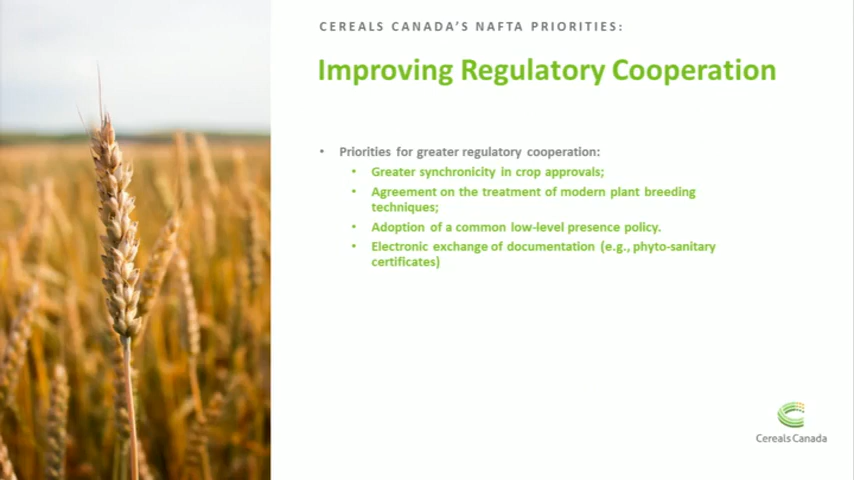 CEREALS CANADA'S NAFTA PRIORITIES:
Improving Regulatory Cooperation
• Priorities for greater regulatory cooperation:
• Greater synchronicity in crop approvals;
• Agreement on the treatment of modern plant breeding
techniques;
• Adoption of a common low-level presence policy.
• Electronic exchange of documentation (e.g., phyto-sanitary
certificates)
Cereals Canada